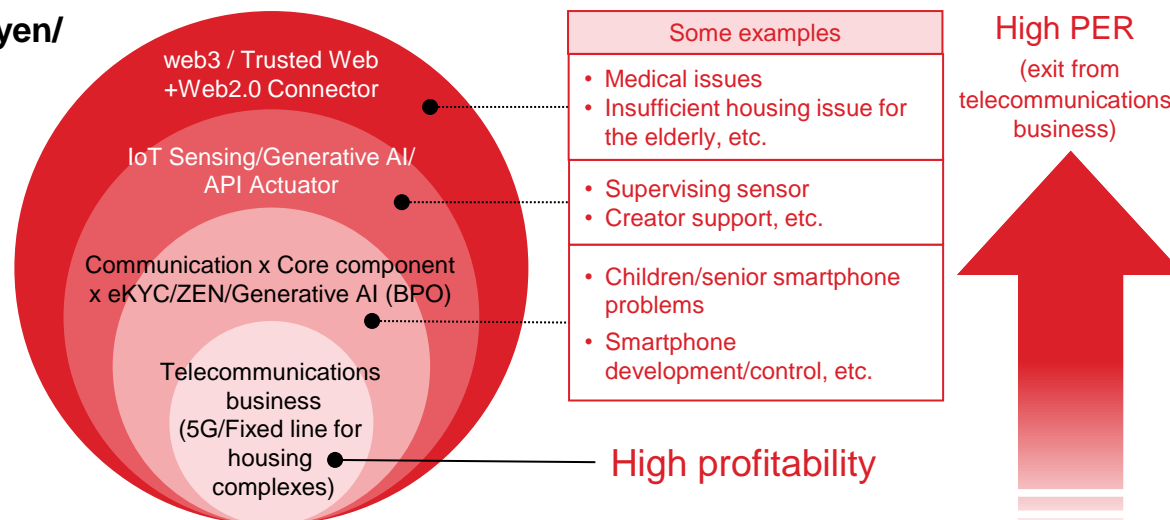 yen/
web3 / Trusted Web
+Web2.0 Connector
IoT Sensing/Generative AI/
API Actuator
Communication x Core component
x eKYC/ZEN/Generative AI (BPO)
Telecommunications
business
(5G/Fixed line for
housing
complexes)
Some examples
• Medical issues
• Insufficient housing issue for
the elderly, etc.
• Supervising sensor
• Creator support, etc.
• Children/senior smartphone
problems
• Smartphone
development/control, etc.
High profitability
High PER
(exit from
telecommunications
business)